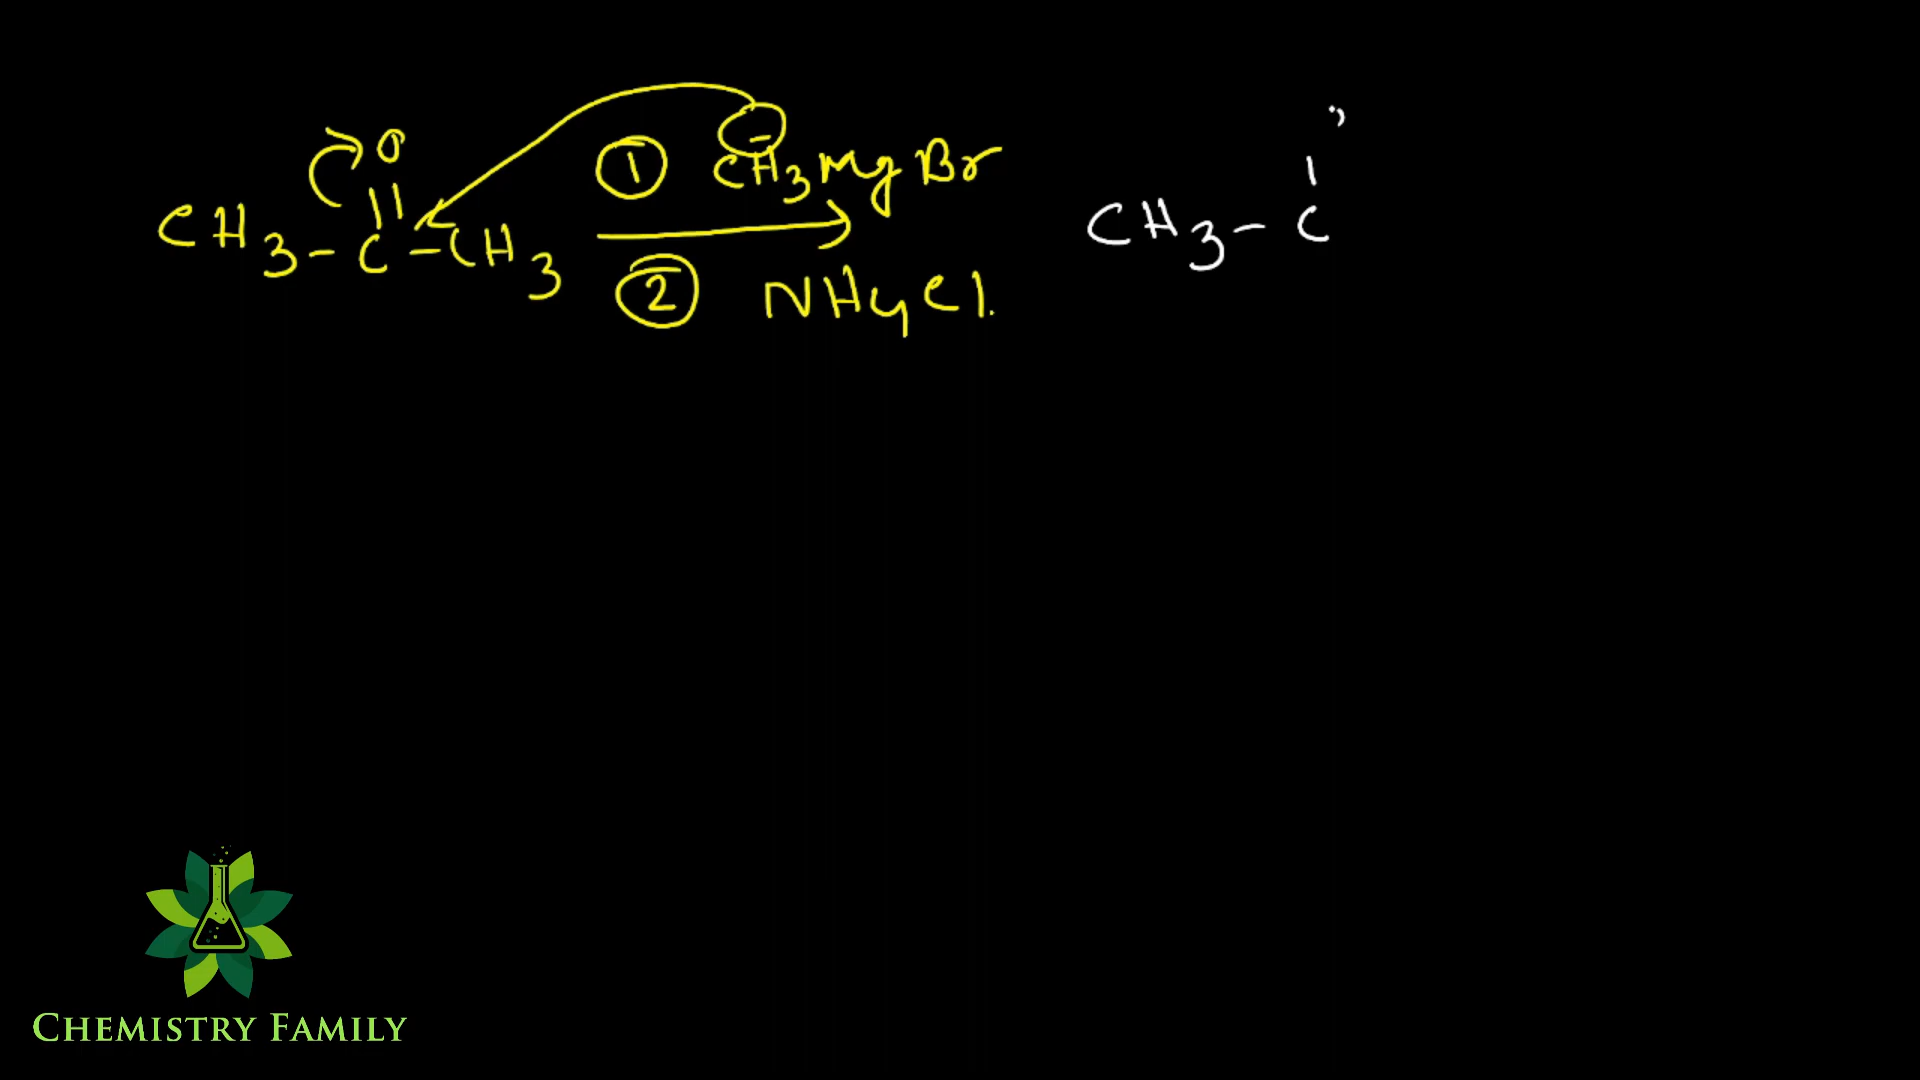 O
① CH3MgBr
CH3-C-CH3
② NH4Cl.
CH3-C
CHEMISTRY FAMILY